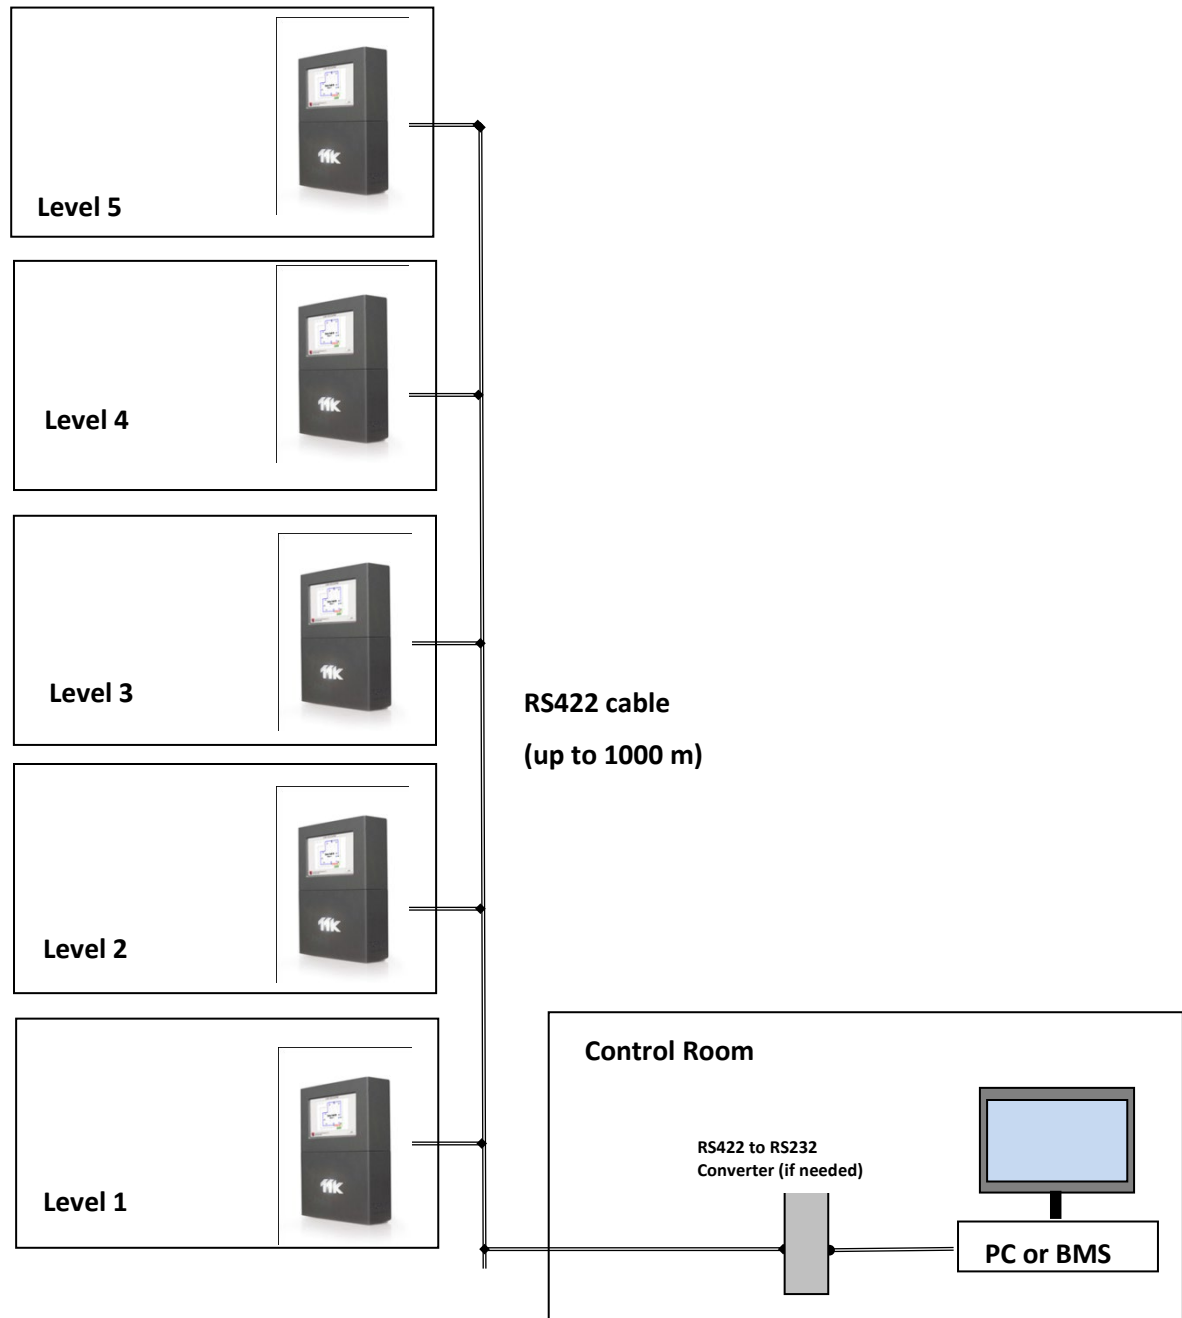 Level 5
Level 4
Level 3
RS422 cable
(up to 1000 m)
Level 2
Level 1
Control Room
RS422 to RS232
Converter (if needed)
PC or BMS